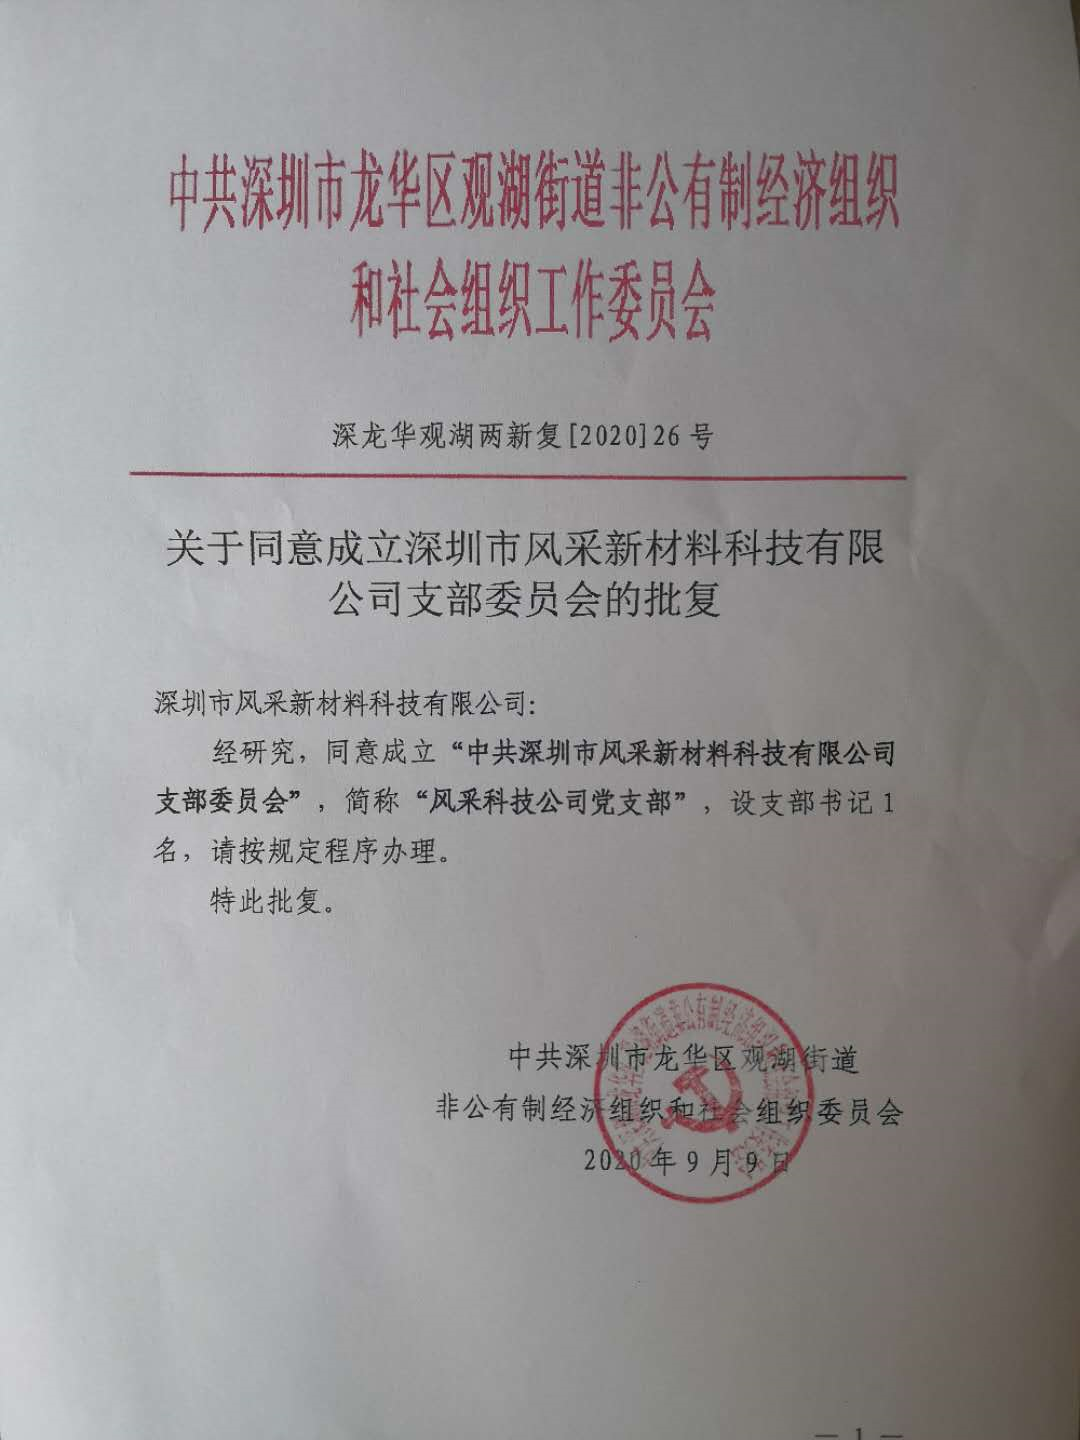 中共深圳市龙华区观湖街道非公有制经济组织
和社会组织工作委员会
深龙华观湖两新复[2020]26号
关于同意成立深圳市风采新材料科技有限
公司支部委员会的批复
深圳市风采新材料科技有限公司:
经研究，同意成立“中共深圳市风采新材料科技有限公司
支部委员会”，简称“风采科技公司党支部”，设支部书记1
名，请按规定程序办理。
特此批复。
中共深圳市龙华区观湖街道
非公有制经济组织和社会组织委员会
2020年9月9日
— 1 —